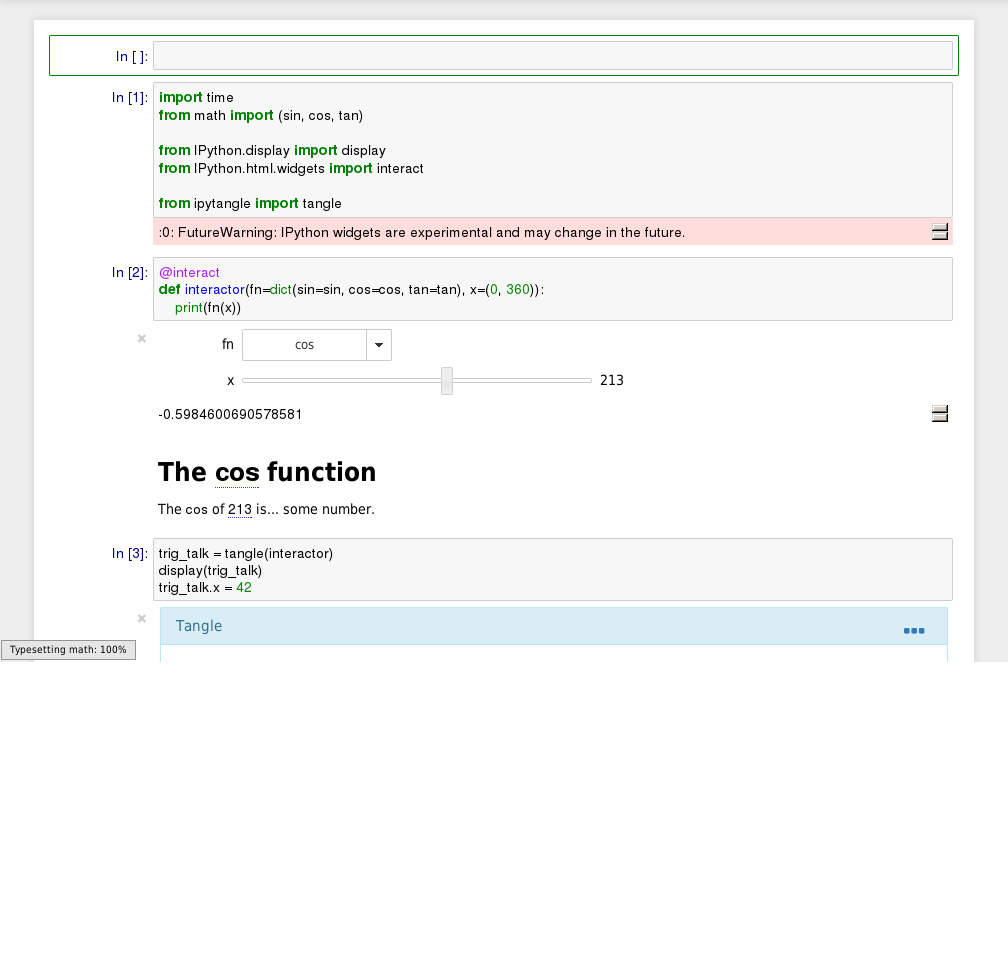 In [ ]:
In [1]: import time
from math import (sin, cos, tan)
from IPython.display import display
from IPython.html.widgets import interact
from ipytangle import tangle
:0: FutureWarning: IPython widgets are experimental and may change in the future.
In [2]: @interact
def interactor(fn=dict(sin=sin, cos=cos, tan=tan), x=(0, 360)):
print(fn(x))
fn cos
x 213
-0.5984600690578581
The cos function
The cos of 213 is... some number.
In [3]: trig_talk = tangle(interactor)
display(trig_talk)
trig_talk.x = 42
Tangle
Typesetting math: 100%